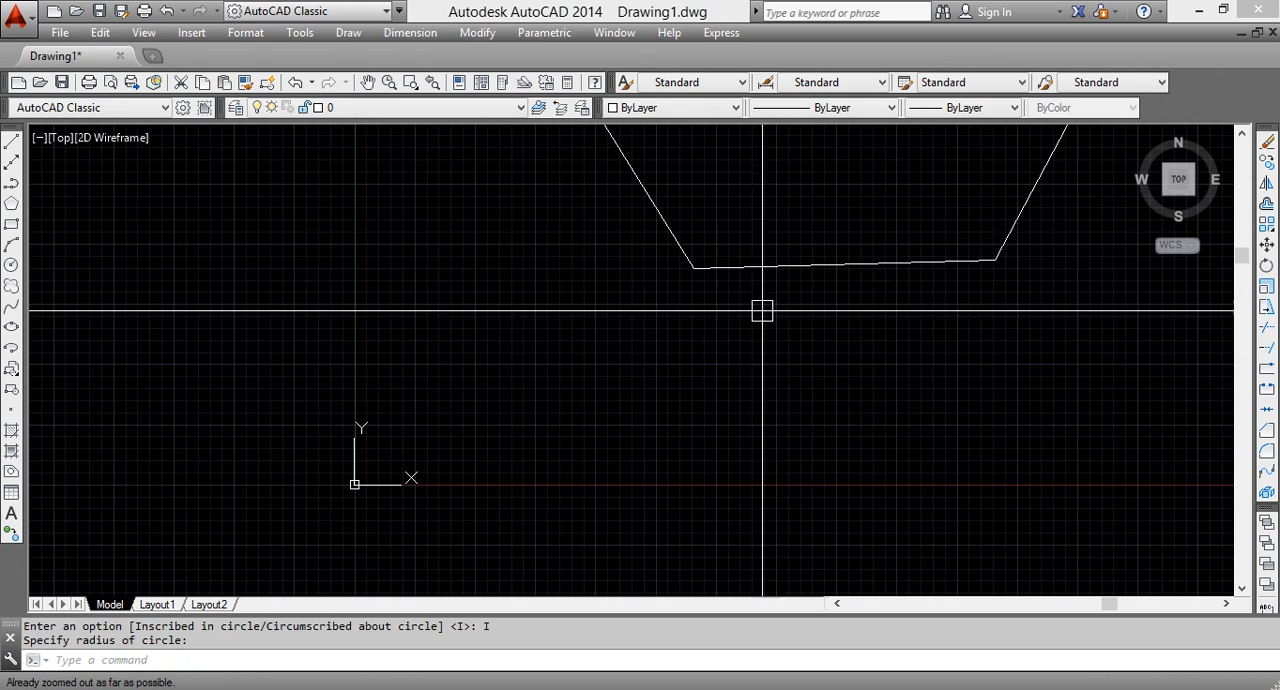 AutoCAD Classic
Autodesk AutoCAD 2014 Drawing1.dwg
Type a keyword or phrase
Sign In
File Edit View Insert Format Tools Draw Dimension Modify Parametric Window Help Express
Drawing1*
Standard Standard Standard Standard
AutoCAD Classic 0 ByLayer ByLayer ByLayer ByColor
[−][Top][2D Wireframe]
N
W TOP E
S
WCS
Y
X
A
Model Layout1 Layout2
Enter an option [Inscribed in circle/Circumscribed about circle] <I>: I
Specify radius of circle:
Type a command
Already zoomed out as far as possible.